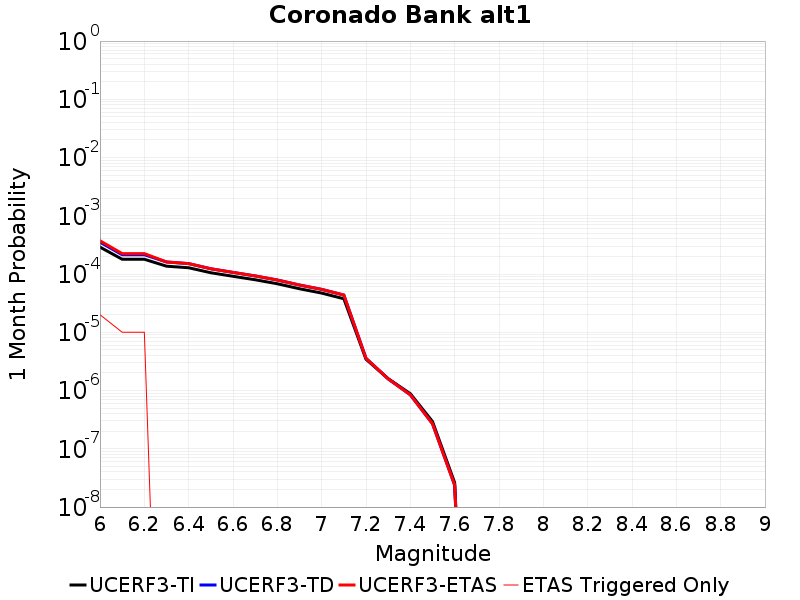 Coronado Bank alt1
1 Month Probability
10^0
10^-1
10^-2
10^-3
10^-4
10^-5
10^-6
10^-7
10^-8
6 6.2 6.4 6.6 6.8 7 7.2 7.4 7.6 7.8 8 8.2 8.4 8.6 8.8 9
Magnitude
UCERF3-TI UCERF3-TD UCERF3-ETAS ETAS Triggered Only